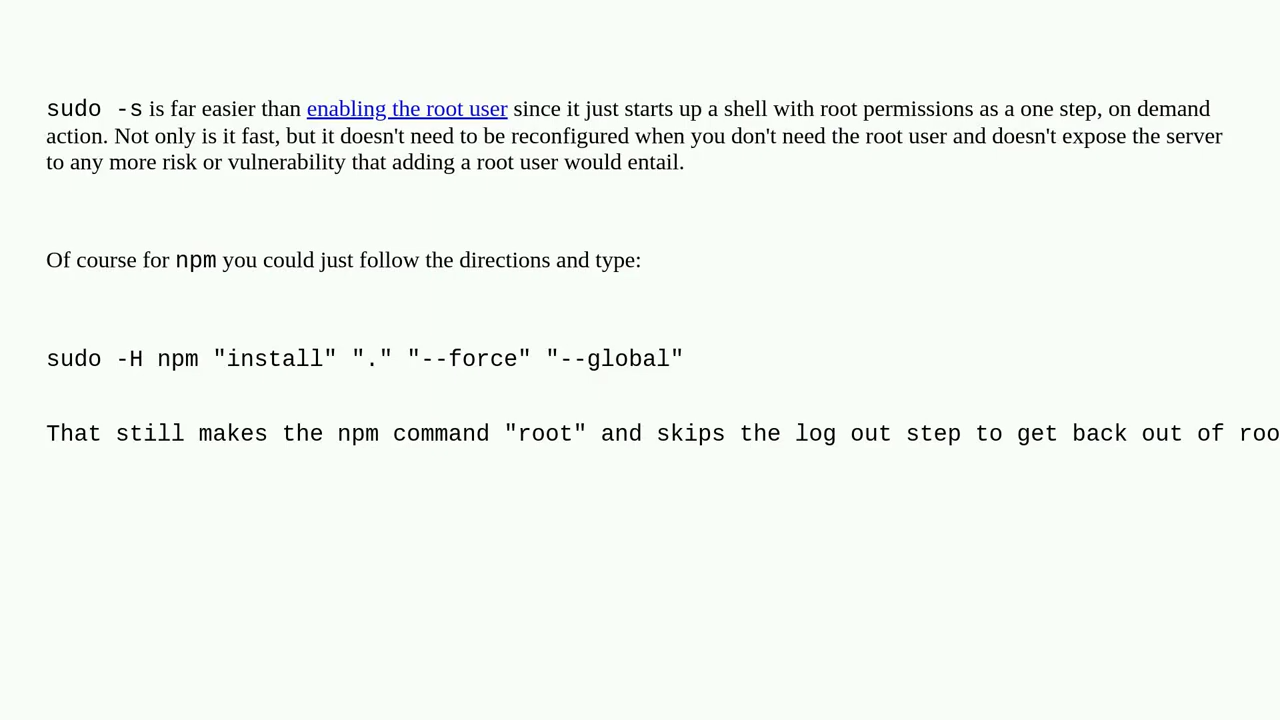 sudo -s is far easier than enabling the root user since it just starts up a shell with root permissions as a one step, on demand
action. Not only is it fast, but it doesn't need to be reconfigured when you don't need the root user and doesn't expose the server
to any more risk or vulnerability that adding a root user would entail.
Of course for npm you could just follow the directions and type:
sudo -H npm "install" "." "--force" "--global"
That still makes the npm command "root" and skips the log out step to get back out of